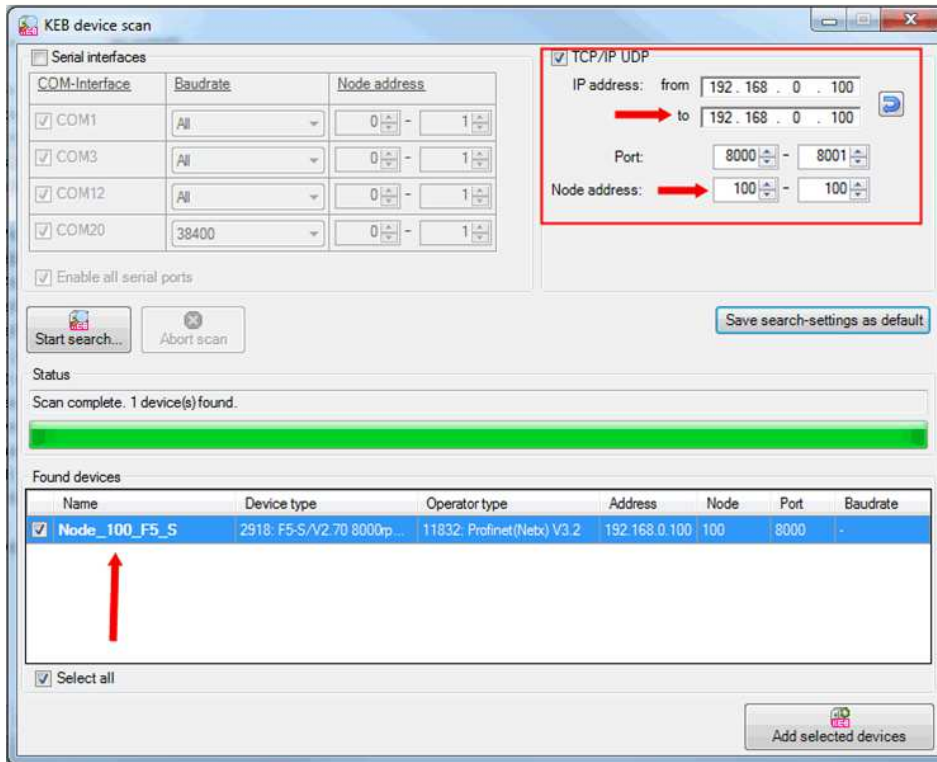 KEB device scan
Serial interfaces
COM-Interface Baudrate Node address
COM1 All 0 - 1
COM3 All 0 - 1
COM12 All 0 - 1
COM20 38400 0 - 1
Enable all serial ports
TCP/IP UDP
IP address: from 192 . 168 . 0 . 100
to 192 . 168 . 0 . 100
Port: 8000 - 8001
Node address: 100 - 100
Start search... Abort scan Save search-settings as default
Status
Scan complete. 1 device(s) found.
Found devices
Name Device type Operator type Address Node Port Baudrate
Node_100_F5_S 2918: F5-S/V2.70 8000rp... 11832: Profinet(Netx) V3.2 192.168.0.100 100 8000 -
Select all
Add selected devices